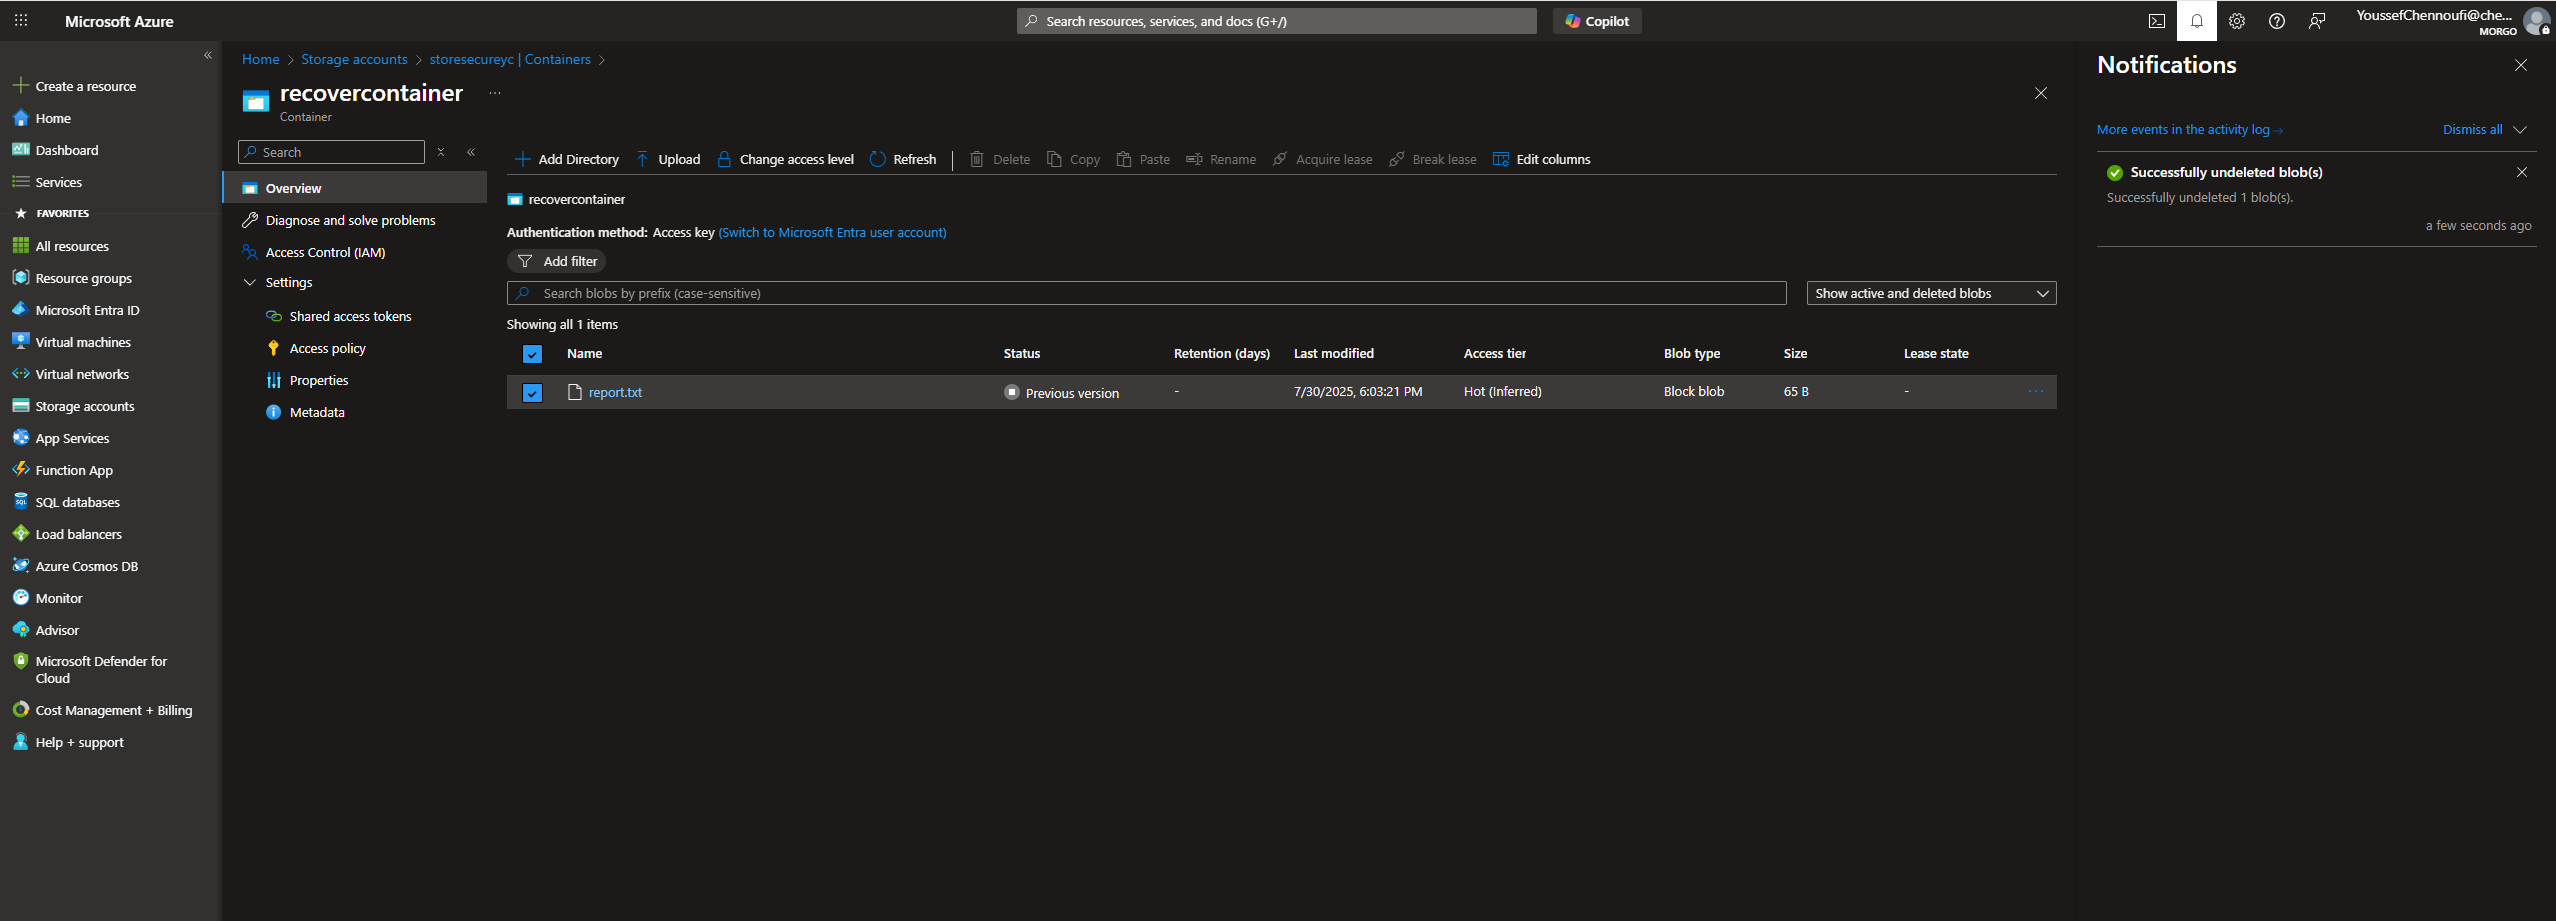 Microsoft Azure
Search resources, services, and docs (G+/)
Copilot
YoussefChennoufi@che...
MORGO
Create a resource
Home
Dashboard
Services
FAVORITES
All resources
Resource groups
Microsoft Entra ID
Virtual machines
Virtual networks
Storage accounts
App Services
Function App
SQL databases
Load balancers
Azure Cosmos DB
Monitor
Advisor
Microsoft Defender for
Cloud
Cost Management + Billing
Help + support
Home > Storage accounts > storesecureyc | Containers >
recovercontainer ...
Container
Search
Overview
Diagnose and solve problems
Access Control (IAM)
Settings
Shared access tokens
Access policy
Properties
Metadata
Add Directory Upload Change access level Refresh Delete Copy Paste Rename Acquire lease Break lease Edit columns
recovercontainer
Authentication method: Access key (Switch to Microsoft Entra user account)
Add filter
Search blobs by prefix (case-sensitive)
Show active and deleted blobs
Showing all 1 items
Name Status Retention (days) Last modified Access tier Blob type Size Lease state
report.txt Previous version - 7/30/2025, 6:03:21 PM Hot (Inferred) Block blob 65 B - ...
Notifications
More events in the activity log →
Dismiss all
Successfully undeleted blob(s)
Successfully undeleted 1 blob(s).
a few seconds ago